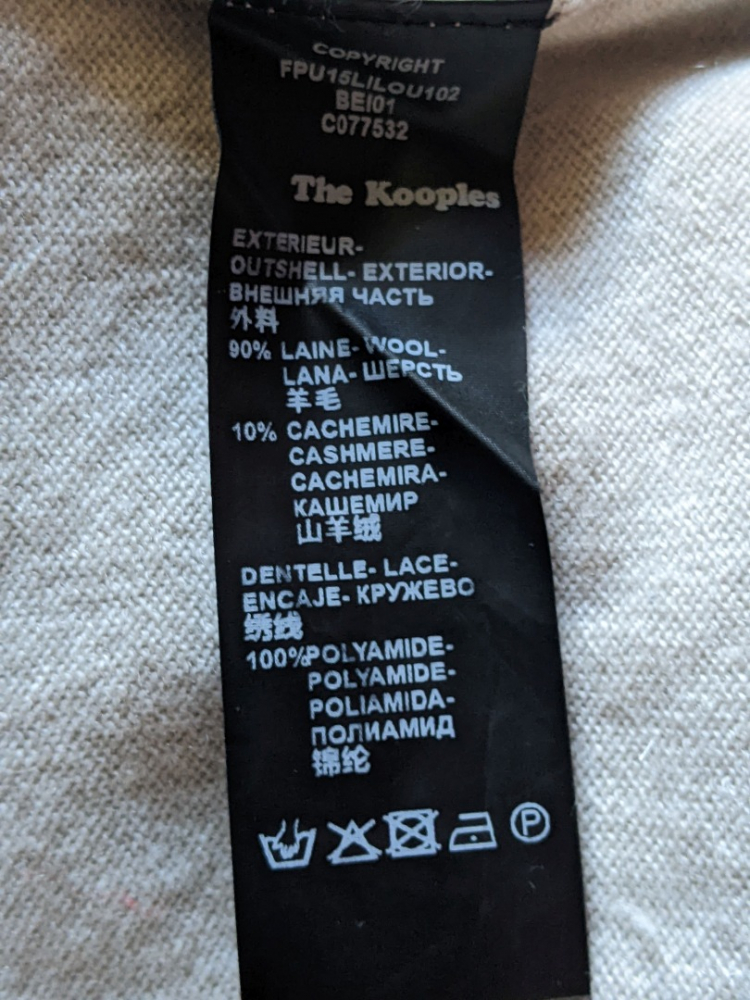 COPYRIGHT
FPU15LILOU102
BEI01
C077532
The Kooples
EXTERIEUR-
OUTSHELL- EXTERIOR-
ВНЕШНЯЯ ЧАСТЬ
外料
90% LAINE- WOOL-
LANA- ШЕРСТЬ
羊毛
10% CACHEMIRE-
CASHMERE-
CACHEMIRA-
КАШЕМИР
山羊绒
DENTELLE- LACE-
ENCAJE- КРУЖЕВО
绣线
100%POLYAMIDE-
POLYAMIDE-
POLIAMIDA-
ПОЛИАМИД
锦纶
P